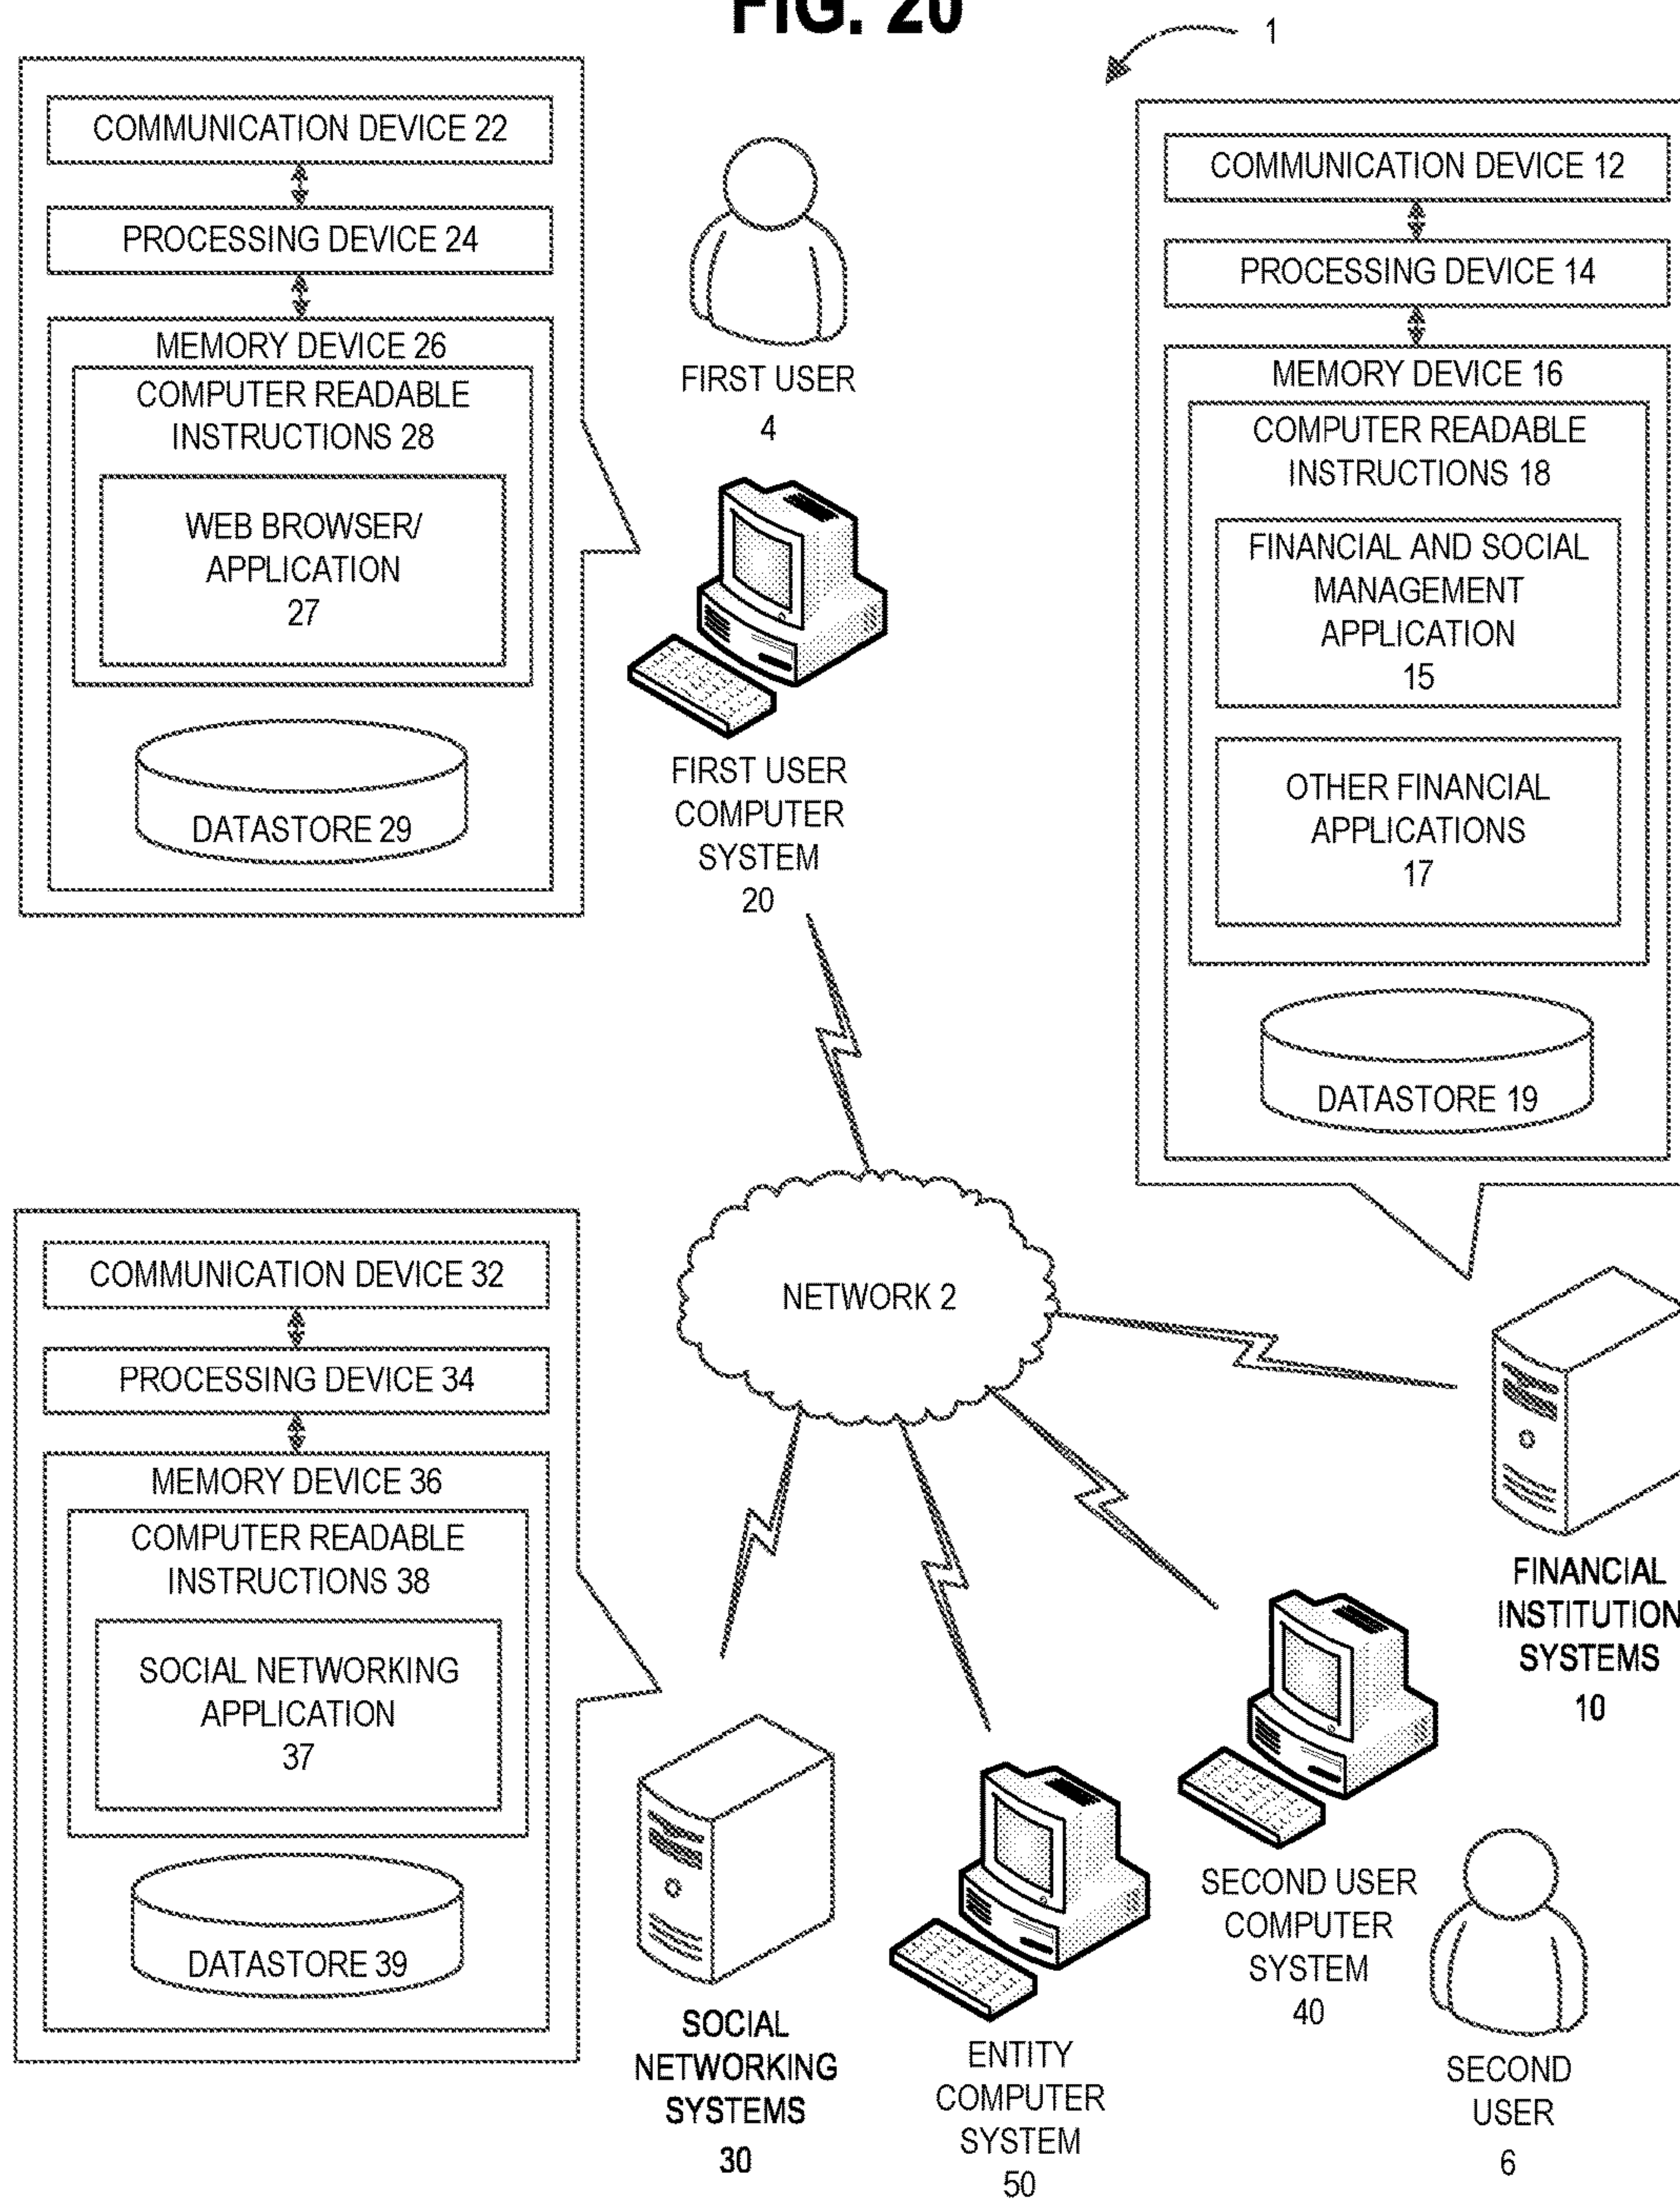 FIG. 20
1
COMMUNICATION DEVICE 22
PROCESSING DEVICE 24
MEMORY DEVICE 26
COMPUTER READABLE
INSTRUCTIONS 28
WEB BROWSER/
APPLICATION
27
DATASTORE 29
FIRST USER
4
FIRST USER
COMPUTER
SYSTEM
20
COMMUNICATION DEVICE 12
PROCESSING DEVICE 14
MEMORY DEVICE 16
COMPUTER READABLE
INSTRUCTIONS 18
FINANCIAL AND SOCIAL
MANAGEMENT
APPLICATION
15
OTHER FINANCIAL
APPLICATIONS
17
DATASTORE 19
NETWORK 2
COMMUNICATION DEVICE 32
PROCESSING DEVICE 34
MEMORY DEVICE 36
COMPUTER READABLE
INSTRUCTIONS 38
SOCIAL NETWORKING
APPLICATION
37
DATASTORE 39
SOCIAL
NETWORKING
SYSTEMS
30
ENTITY
COMPUTER
SYSTEM
50
SECOND USER
COMPUTER
SYSTEM
40
SECOND
USER
6
FINANCIAL
INSTITUTION
SYSTEMS
10